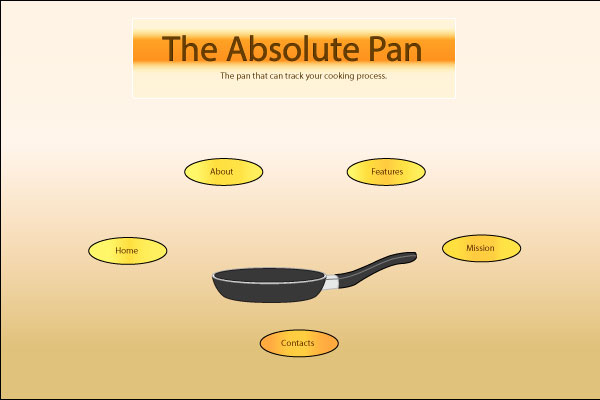 The Absolute Pan
The pan that can track your cooking process.
About
Features
Home
Mission
Contacts